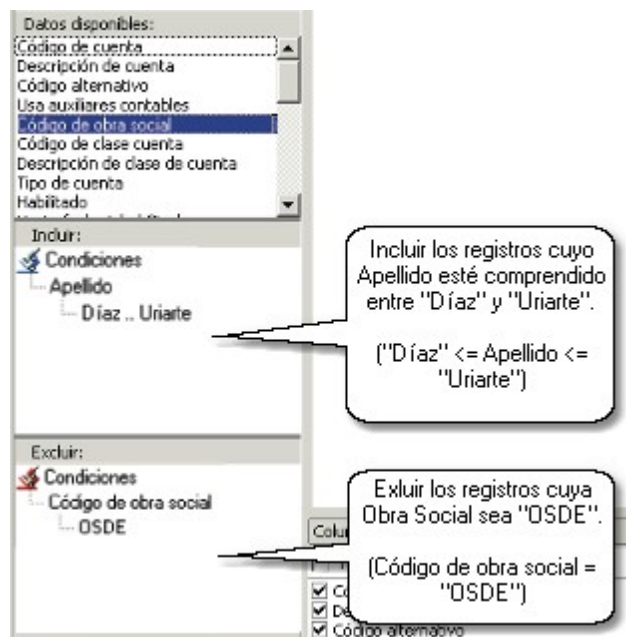 Datos disponibles:
Código de cuenta
Descripción de cuenta
Código alternativo
Usa auxiliares contables
Código de obra social
Código de clase cuenta
Descripción de clase de cuenta
Tipo de cuenta
Habilitado
Incluir:
Condiciones
Apellido
Díaz .. Uriarte
Incluir los registros cuyo
Apellido esté comprendido
entre "Díaz" y "Uriarte".
("Díaz" <= Apellido <=
"Uriarte")
Excluir:
Condiciones
Código de obra social
OSDE
Exluir los registros cuya
Obra Social sea "OSDE".
(Código de obra social =
"OSDE")
Código alternativo